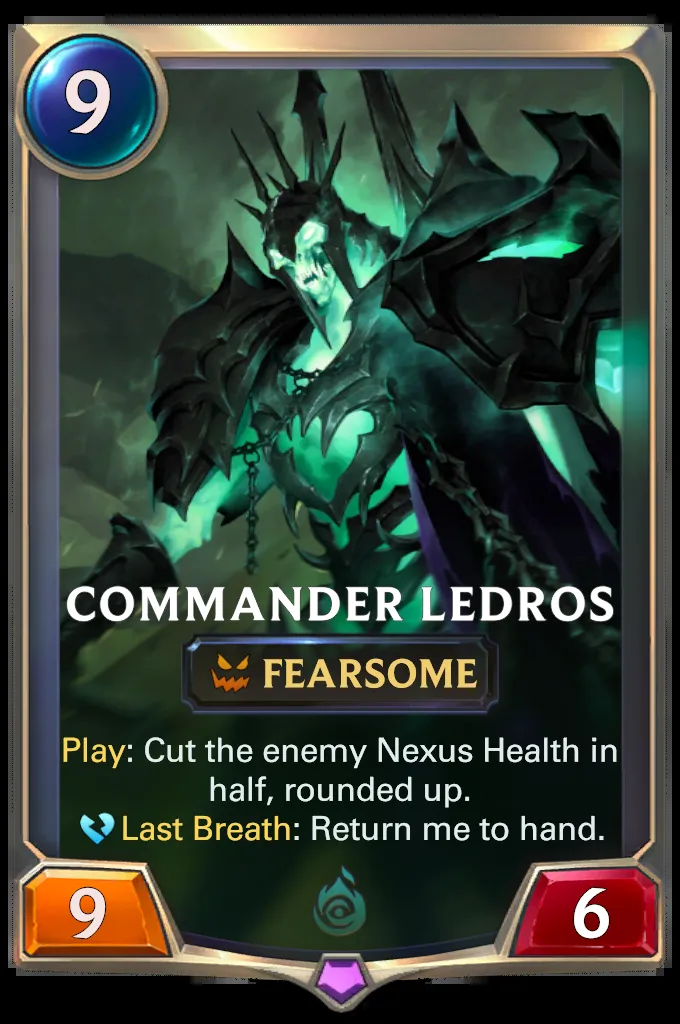 9
COMMANDER LEDROS
FEARSOME
Play: Cut the enemy Nexus Health in
half, rounded up.
Last Breath: Return me to hand.
9
6